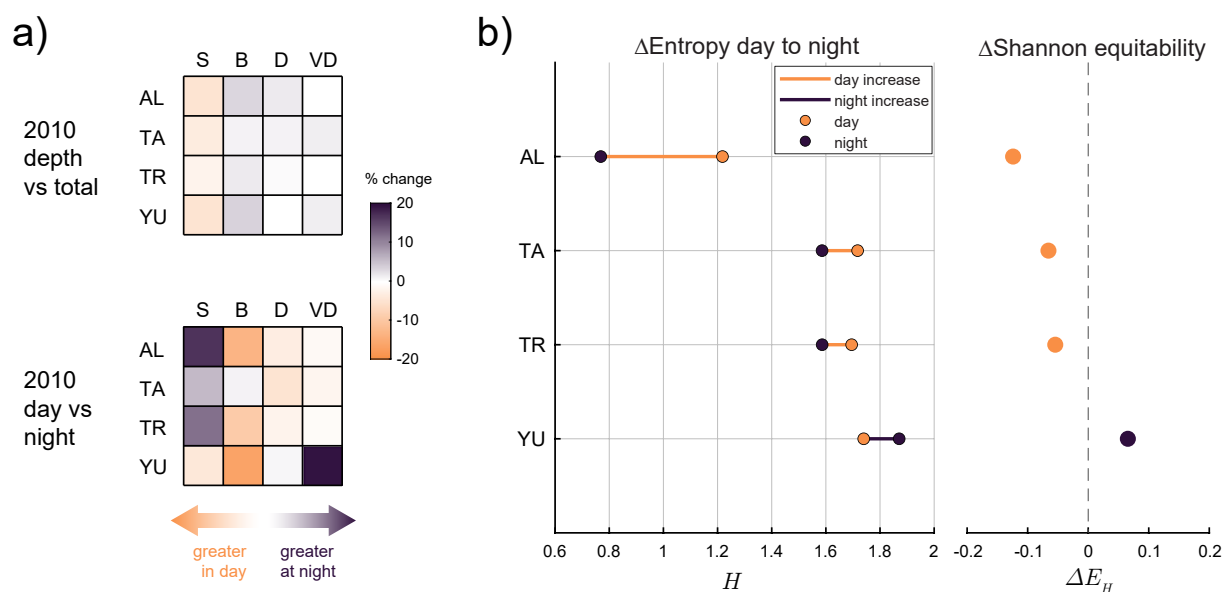 a)
S B D VD
AL
TA
TR
YU
2010
depth
vs total
% change
20
10
0
-10
-20
S B D VD
AL
TA
TR
YU
2010
day vs
night
greater
in day
greater
at night
b)
ΔEntropy day to night
day increase
night increase
day
night
AL
TA
TR
YU
0.6 0.8 1 1.2 1.4 1.6 1.8 2
H
ΔShannon equitability
-0.2 -0.1 0 0.1 0.2
ΔE_H